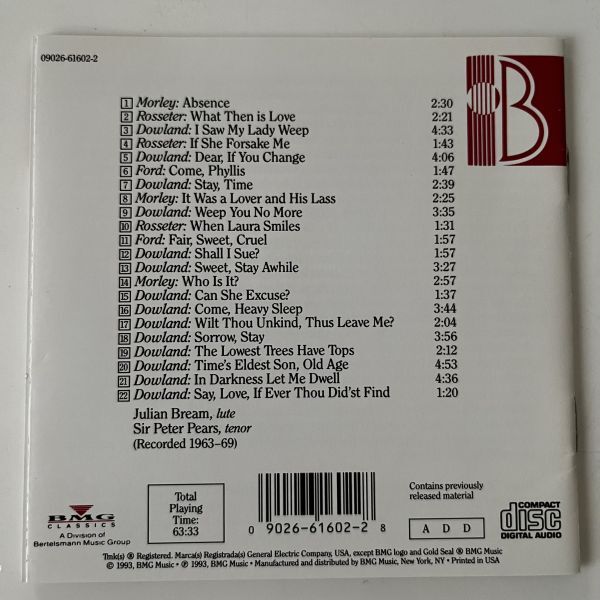 09026-61602-2
B
1 Morley: Absence 2:30
2 Rosseter: What Then is Love 2:21
3 Dowland: I Saw My Lady Weep 4:33
4 Rosseter: If She Forsake Me 1:43
5 Dowland: Dear, If You Change 4:06
6 Ford: Come, Phyllis 1:47
7 Dowland: Stay, Time 2:39
8 Morley: It Was a Lover and His Lass 2:25
9 Dowland: Weep You No More 3:35
10 Rosseter: When Laura Smiles 1:31
11 Ford: Fair, Sweet, Cruel 1:57
12 Dowland: Shall I Sue? 1:57
13 Dowland: Sweet, Stay Awhile 3:27
14 Morley: Who Is It? 2:57
15 Dowland: Can She Excuse? 1:37
16 Dowland: Come, Heavy Sleep 3:44
17 Dowland: Wilt Thou Unkind, Thus Leave Me? 2:04
18 Dowland: Sorrow, Stay 3:56
19 Dowland: The Lowest Trees Have Tops 2:12
20 Dowland: Time's Eldest Son, Old Age 4:53
21 Dowland: In Darkness Let Me Dwell 4:36
22 Dowland: Say, Love, If Ever Thou Did'st Find 1:20
Julian Bream, lute
Sir Peter Pears, tenor
(Recorded 1963–69)
BMG
CLASSICS
A Division of
Bertelsmann Music Group
Total
Playing
Time:
63:33
0 9026-61602-2 8
Contains previously
released material
A D D
COMPACT
disc
DIGITAL AUDIO
Tmk(s) ® Registered. Marca(s) Registrada(s) General Electric Company, USA, except BMG logo and Gold Seal ® BMG Music
© 1993, BMG Music • ℗ 1993, BMG Music • Manufactured and distributed by BMG Music, New York, NY • Printed in USA